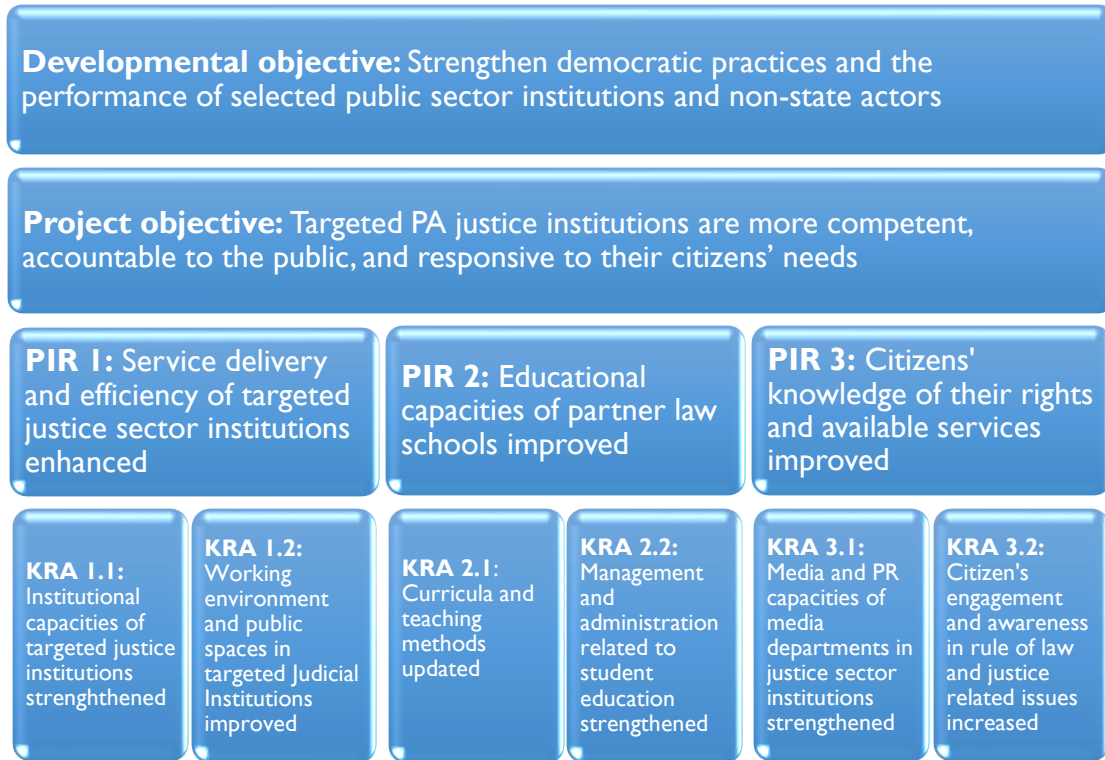 Developmental objective: Strengthen democratic practices and the
performance of selected public sector institutions and non-state actors
Project objective: Targeted PA justice institutions are more competent,
accountable to the public, and responsive to their citizens’ needs
PIR 1: Service delivery
and efficiency of targeted
justice sector institutions
enhanced
PIR 2: Educational
capacities of partner law
schools improved
PIR 3: Citizens'
knowledge of their rights
and available services
improved
KRA 1.1:
Institutional
capacities of
targeted justice
institutions
strenghthened
KRA 1.2:
Working
environment
and public
spaces in
targeted Judicial
Institutions
improved
KRA 2.1:
Curricula and
teaching
methods
updated
KRA 2.2:
Management
and
administration
related to
student
education
strengthened
KRA 3.1:
Media and PR
capacities of
media
departments in
justice sector
institutions
strengthened
KRA 3.2:
Citizen's
engagement
and awareness
in rule of law
and justice
related issues
increased